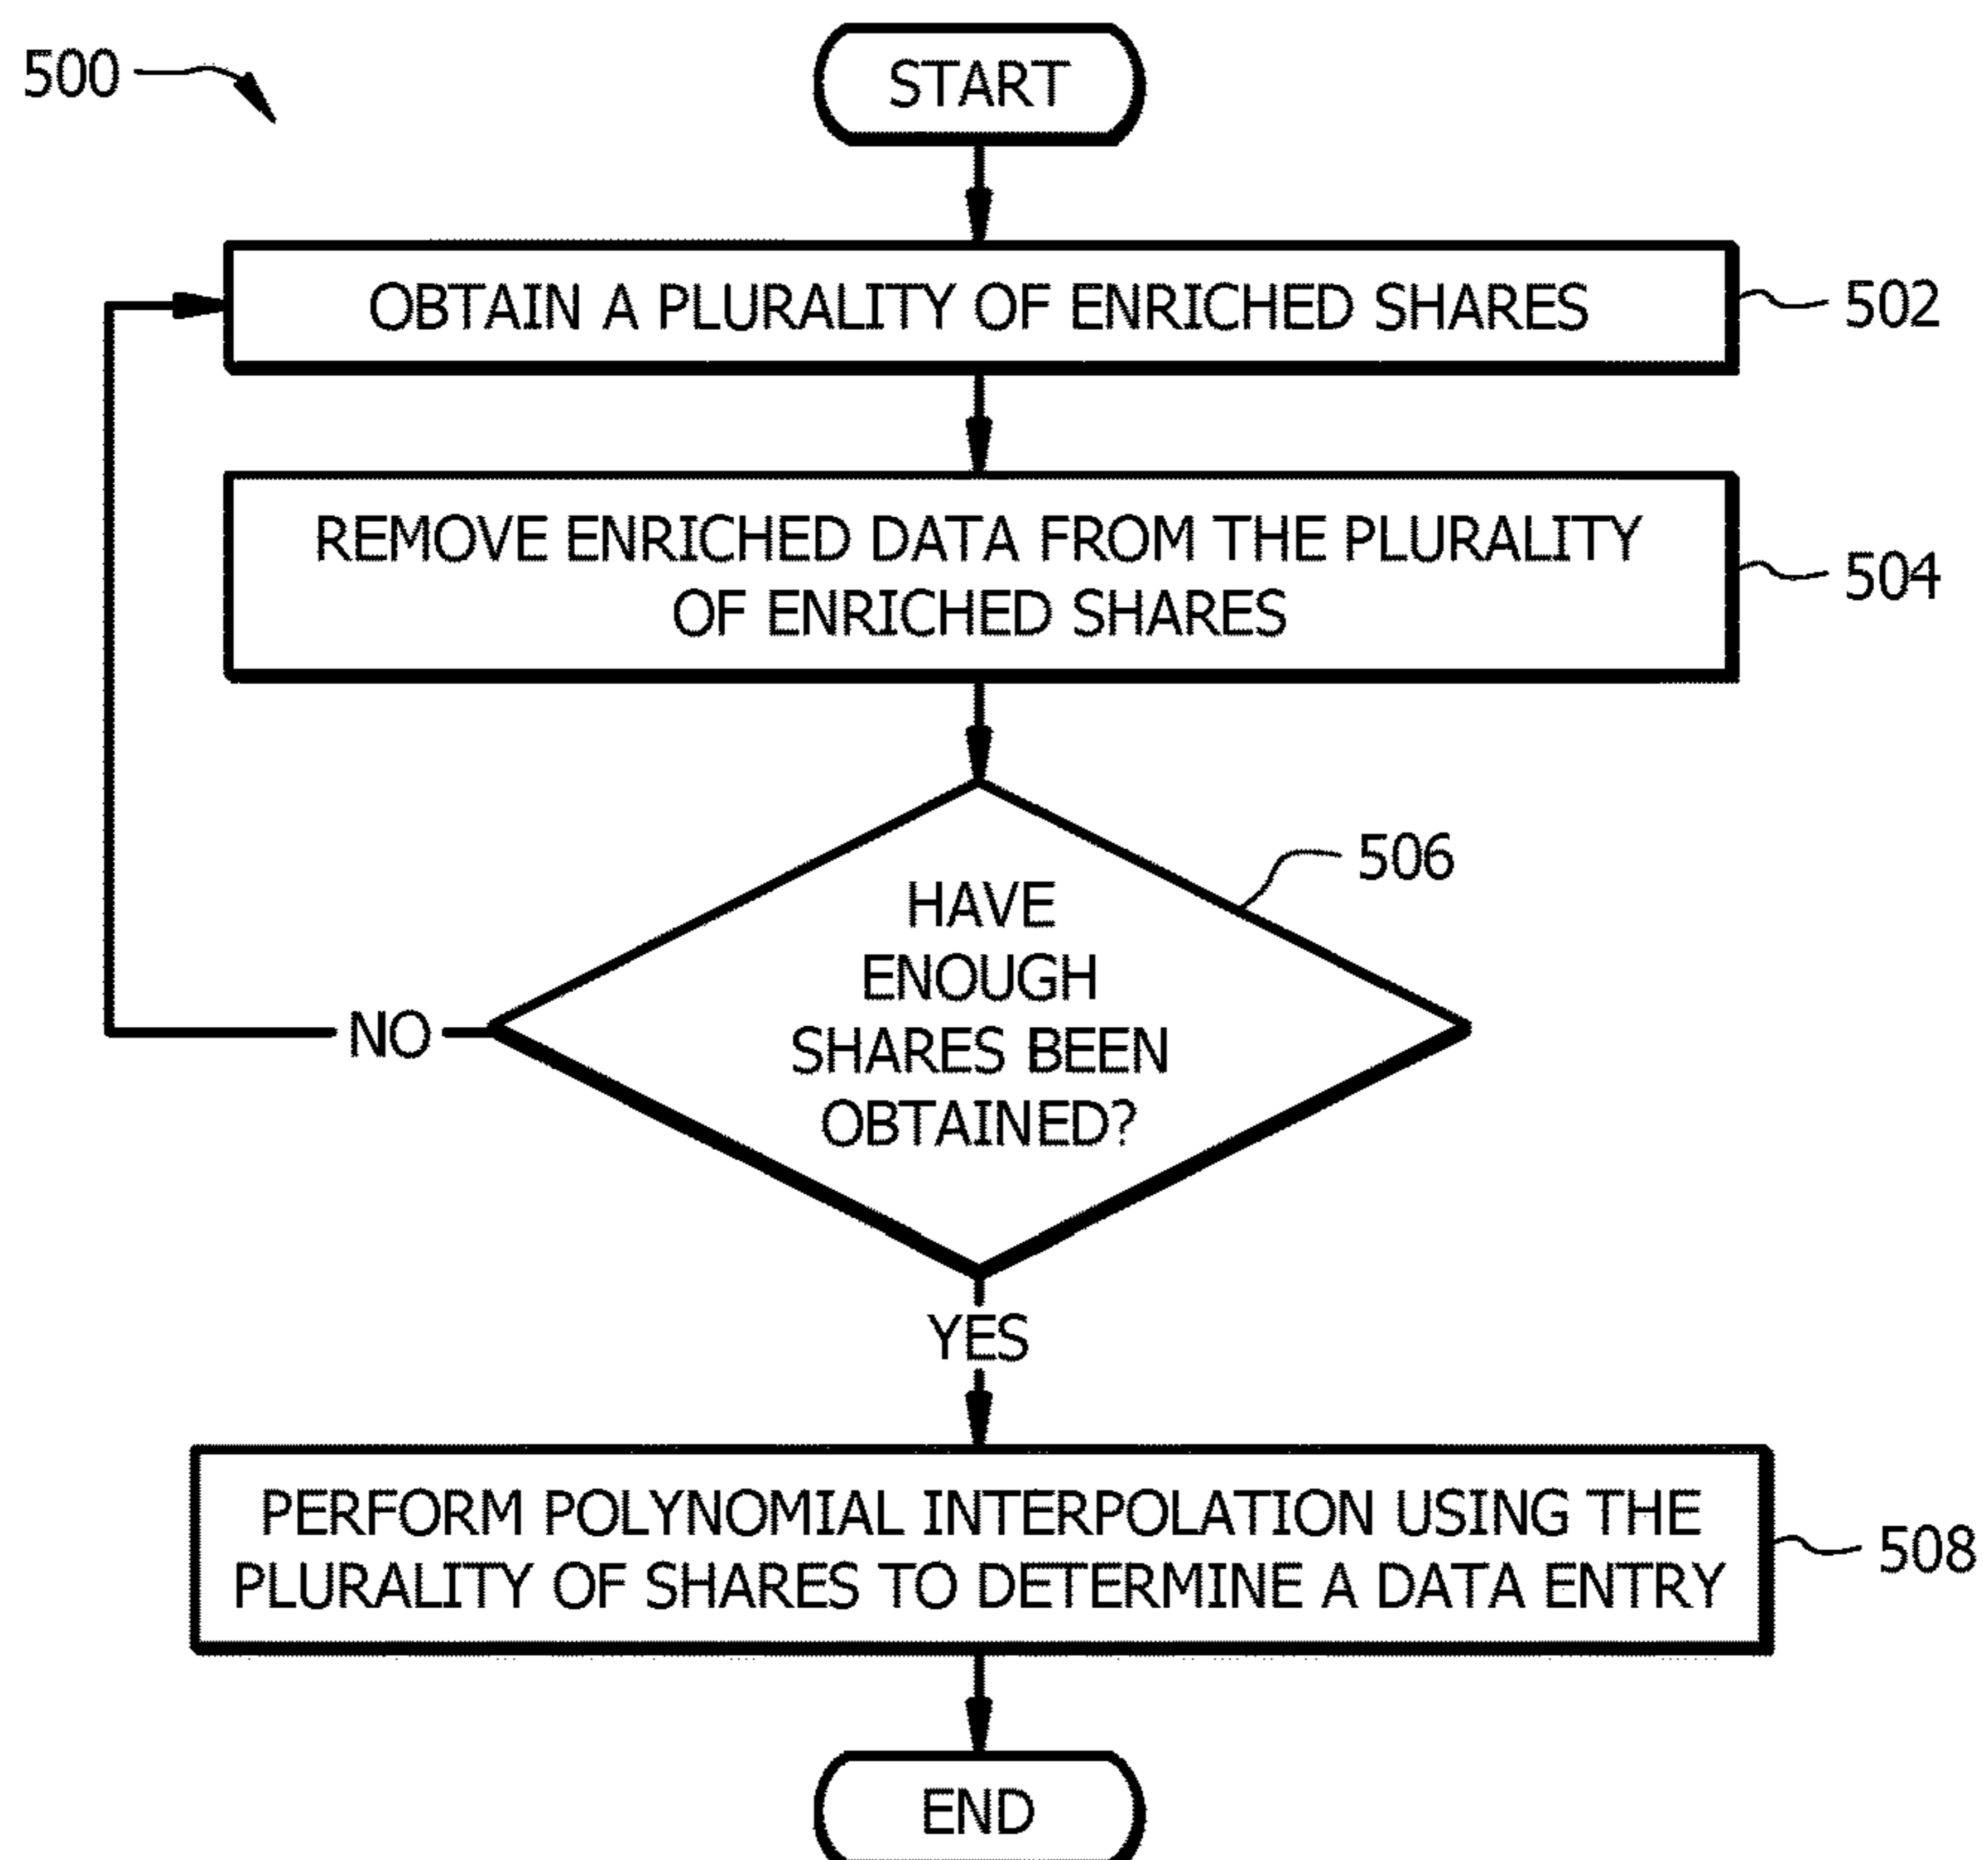 500
START
OBTAIN A PLURALITY OF ENRICHED SHARES
502
REMOVE ENRICHED DATA FROM THE PLURALITY
OF ENRICHED SHARES
504
506
HAVE
ENOUGH
SHARES BEEN
OBTAINED?
NO
YES
PERFORM POLYNOMIAL INTERPOLATION USING THE
PLURALITY OF SHARES TO DETERMINE A DATA ENTRY
508
END